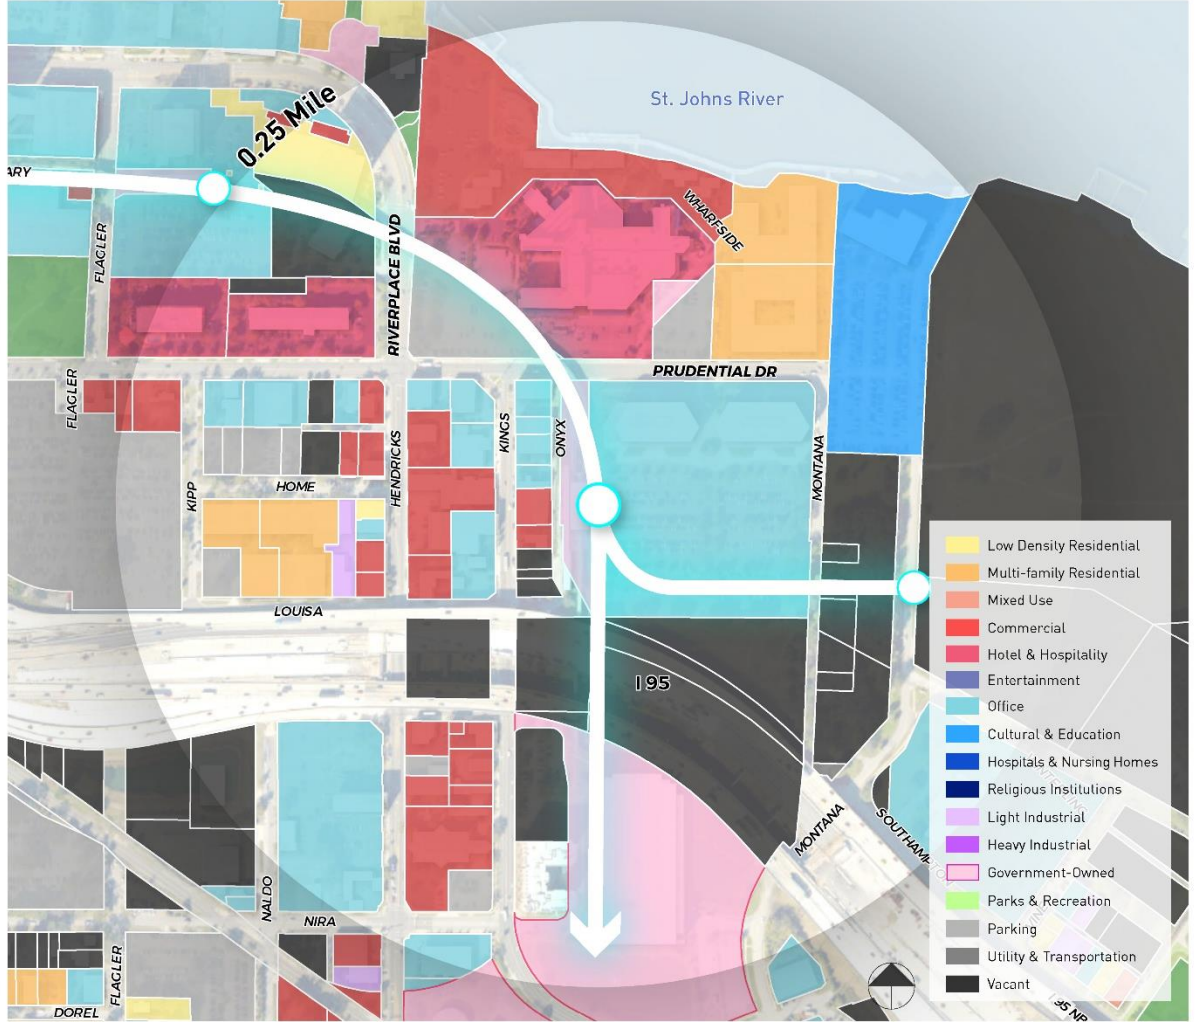 St. Johns River
0.25 Mile
ARY
WHARFSIDE
FLAGLER
RIVERPLACE BLVD
PRUDENTIAL DR
FLAGLER
KINGS
ONYX
HENDRICKS
MONTANA
KIPP
HOME
LOUISA
I 95
Low Density Residential
Multi-family Residential
Mixed Use
Commercial
Hotel & Hospitality
Entertainment
Office
Cultural & Education
Hospitals & Nursing Homes
Religious Institutions
Light Industrial
Heavy Industrial
Government-Owned
Parks & Recreation
Parking
Utility & Transportation
Vacant
MONTANA
SOUTHAMPTON
NALDO
NIRA
FLAGLER
DOREL